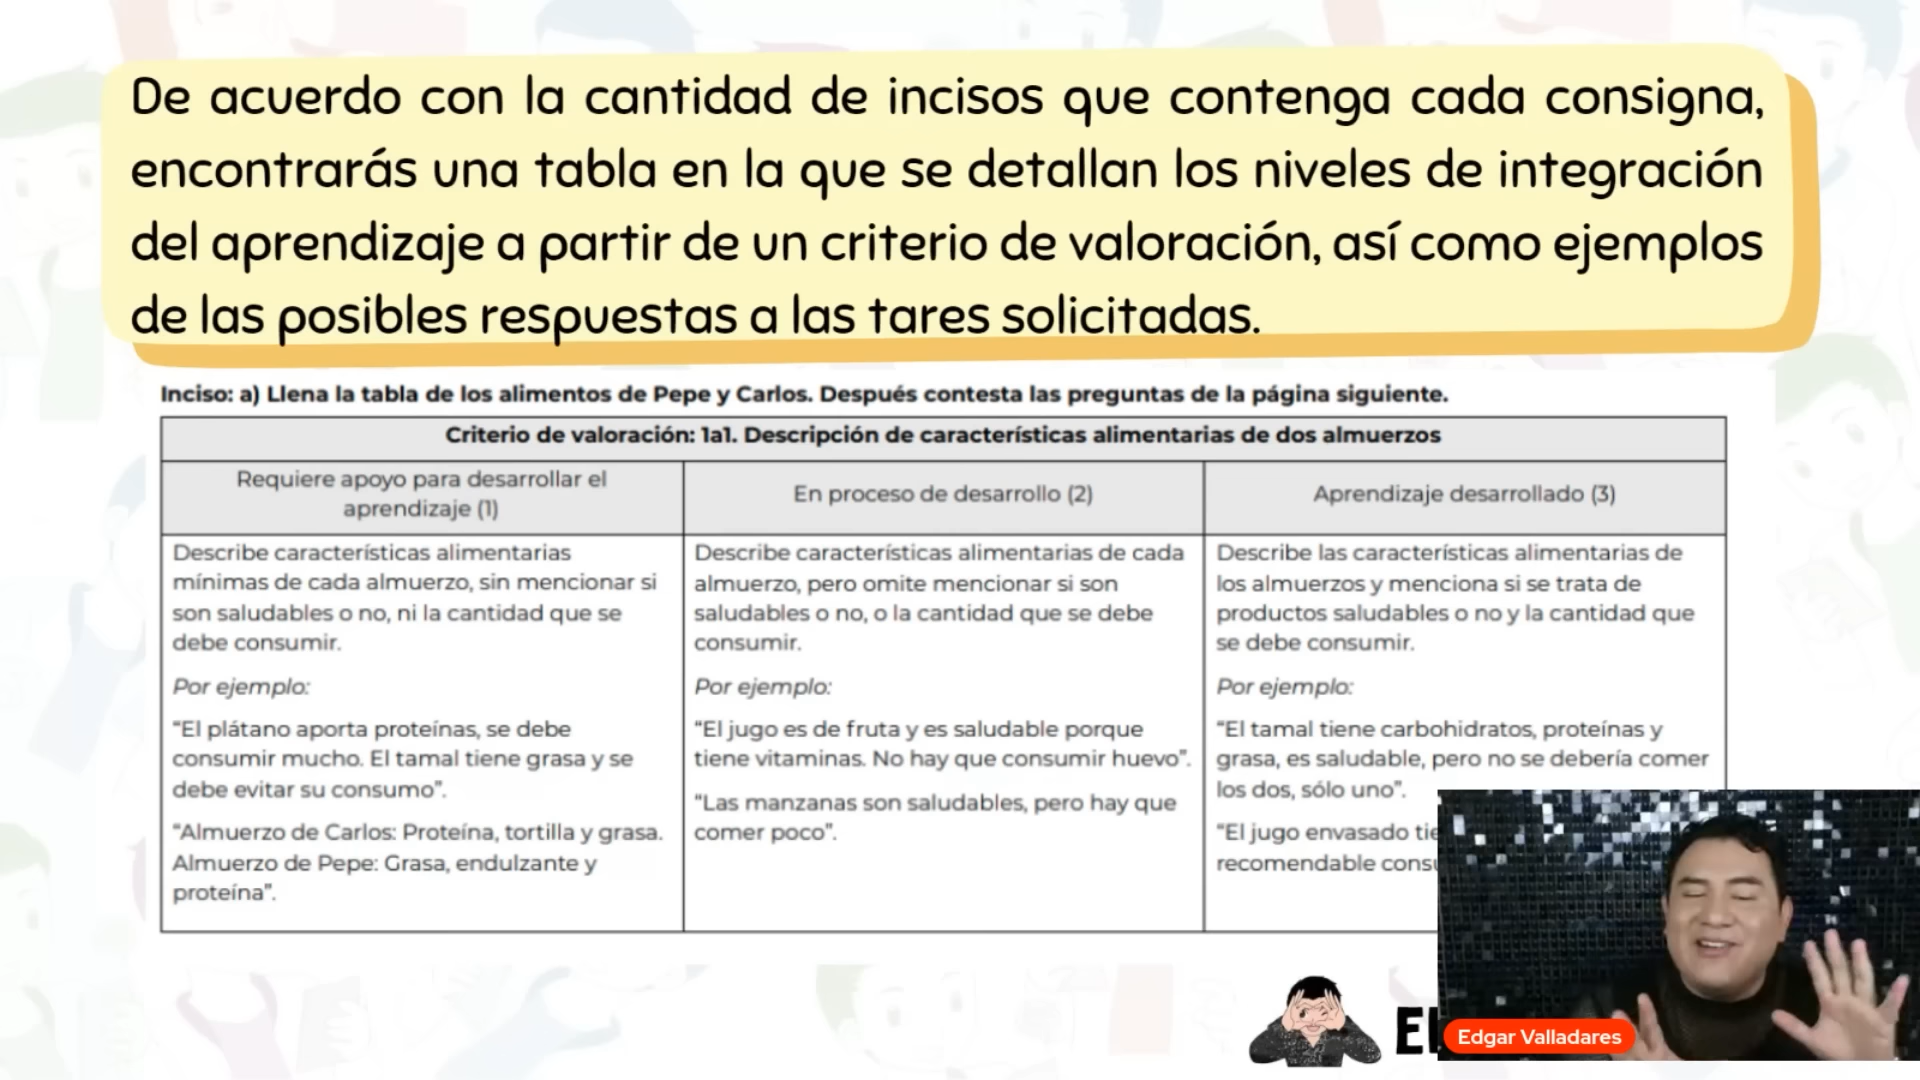 De acuerdo con la cantidad de incisos que contenga cada consigna,
encontrarás una tabla en la que se detallan los niveles de integración
del aprendizaje a partir de un criterio de valoración, así como ejemplos
de las posibles respuestas a las tares solicitadas.
Inciso: a) Llena la tabla de los alimentos de Pepe y Carlos. Después contesta las preguntas de la página siguiente.
Criterio de valoración: 1a1. Descripción de características alimentarias de dos almuerzos
Requiere apoyo para desarrollar el
aprendizaje (1)
En proceso de desarrollo (2)
Aprendizaje desarrollado (3)
Describe características alimentarias
mínimas de cada almuerzo, sin mencionar si
son saludables o no, ni la cantidad que se
debe consumir.
Por ejemplo:
“El plátano aporta proteínas, se debe
consumir mucho. El tamal tiene grasa y se
debe evitar su consumo”.
“Almuerzo de Carlos: Proteína, tortilla y grasa.
Almuerzo de Pepe: Grasa, endulzante y
proteína”.
Describe características alimentarias de cada
almuerzo, pero omite mencionar si son
saludables o no, o la cantidad que se debe
consumir.
Por ejemplo:
“El jugo es de fruta y es saludable porque
tiene vitaminas. No hay que consumir huevo”.
“Las manzanas son saludables, pero hay que
comer poco”.
Describe las características alimentarias de
los almuerzos y menciona si se trata de
productos saludables o no y la cantidad que
se debe consumir.
Por ejemplo:
“El tamal tiene carbohidratos, proteínas y
grasa, es saludable, pero no se debería comer
los dos, sólo uno”.
“El jugo envasado
recomendable
Edgar Valladares